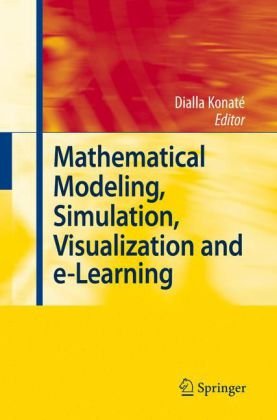 Dialla Konaté
Editor
Mathematical
Modeling,
Simulation,
Visualization and
e-Learning
Springer